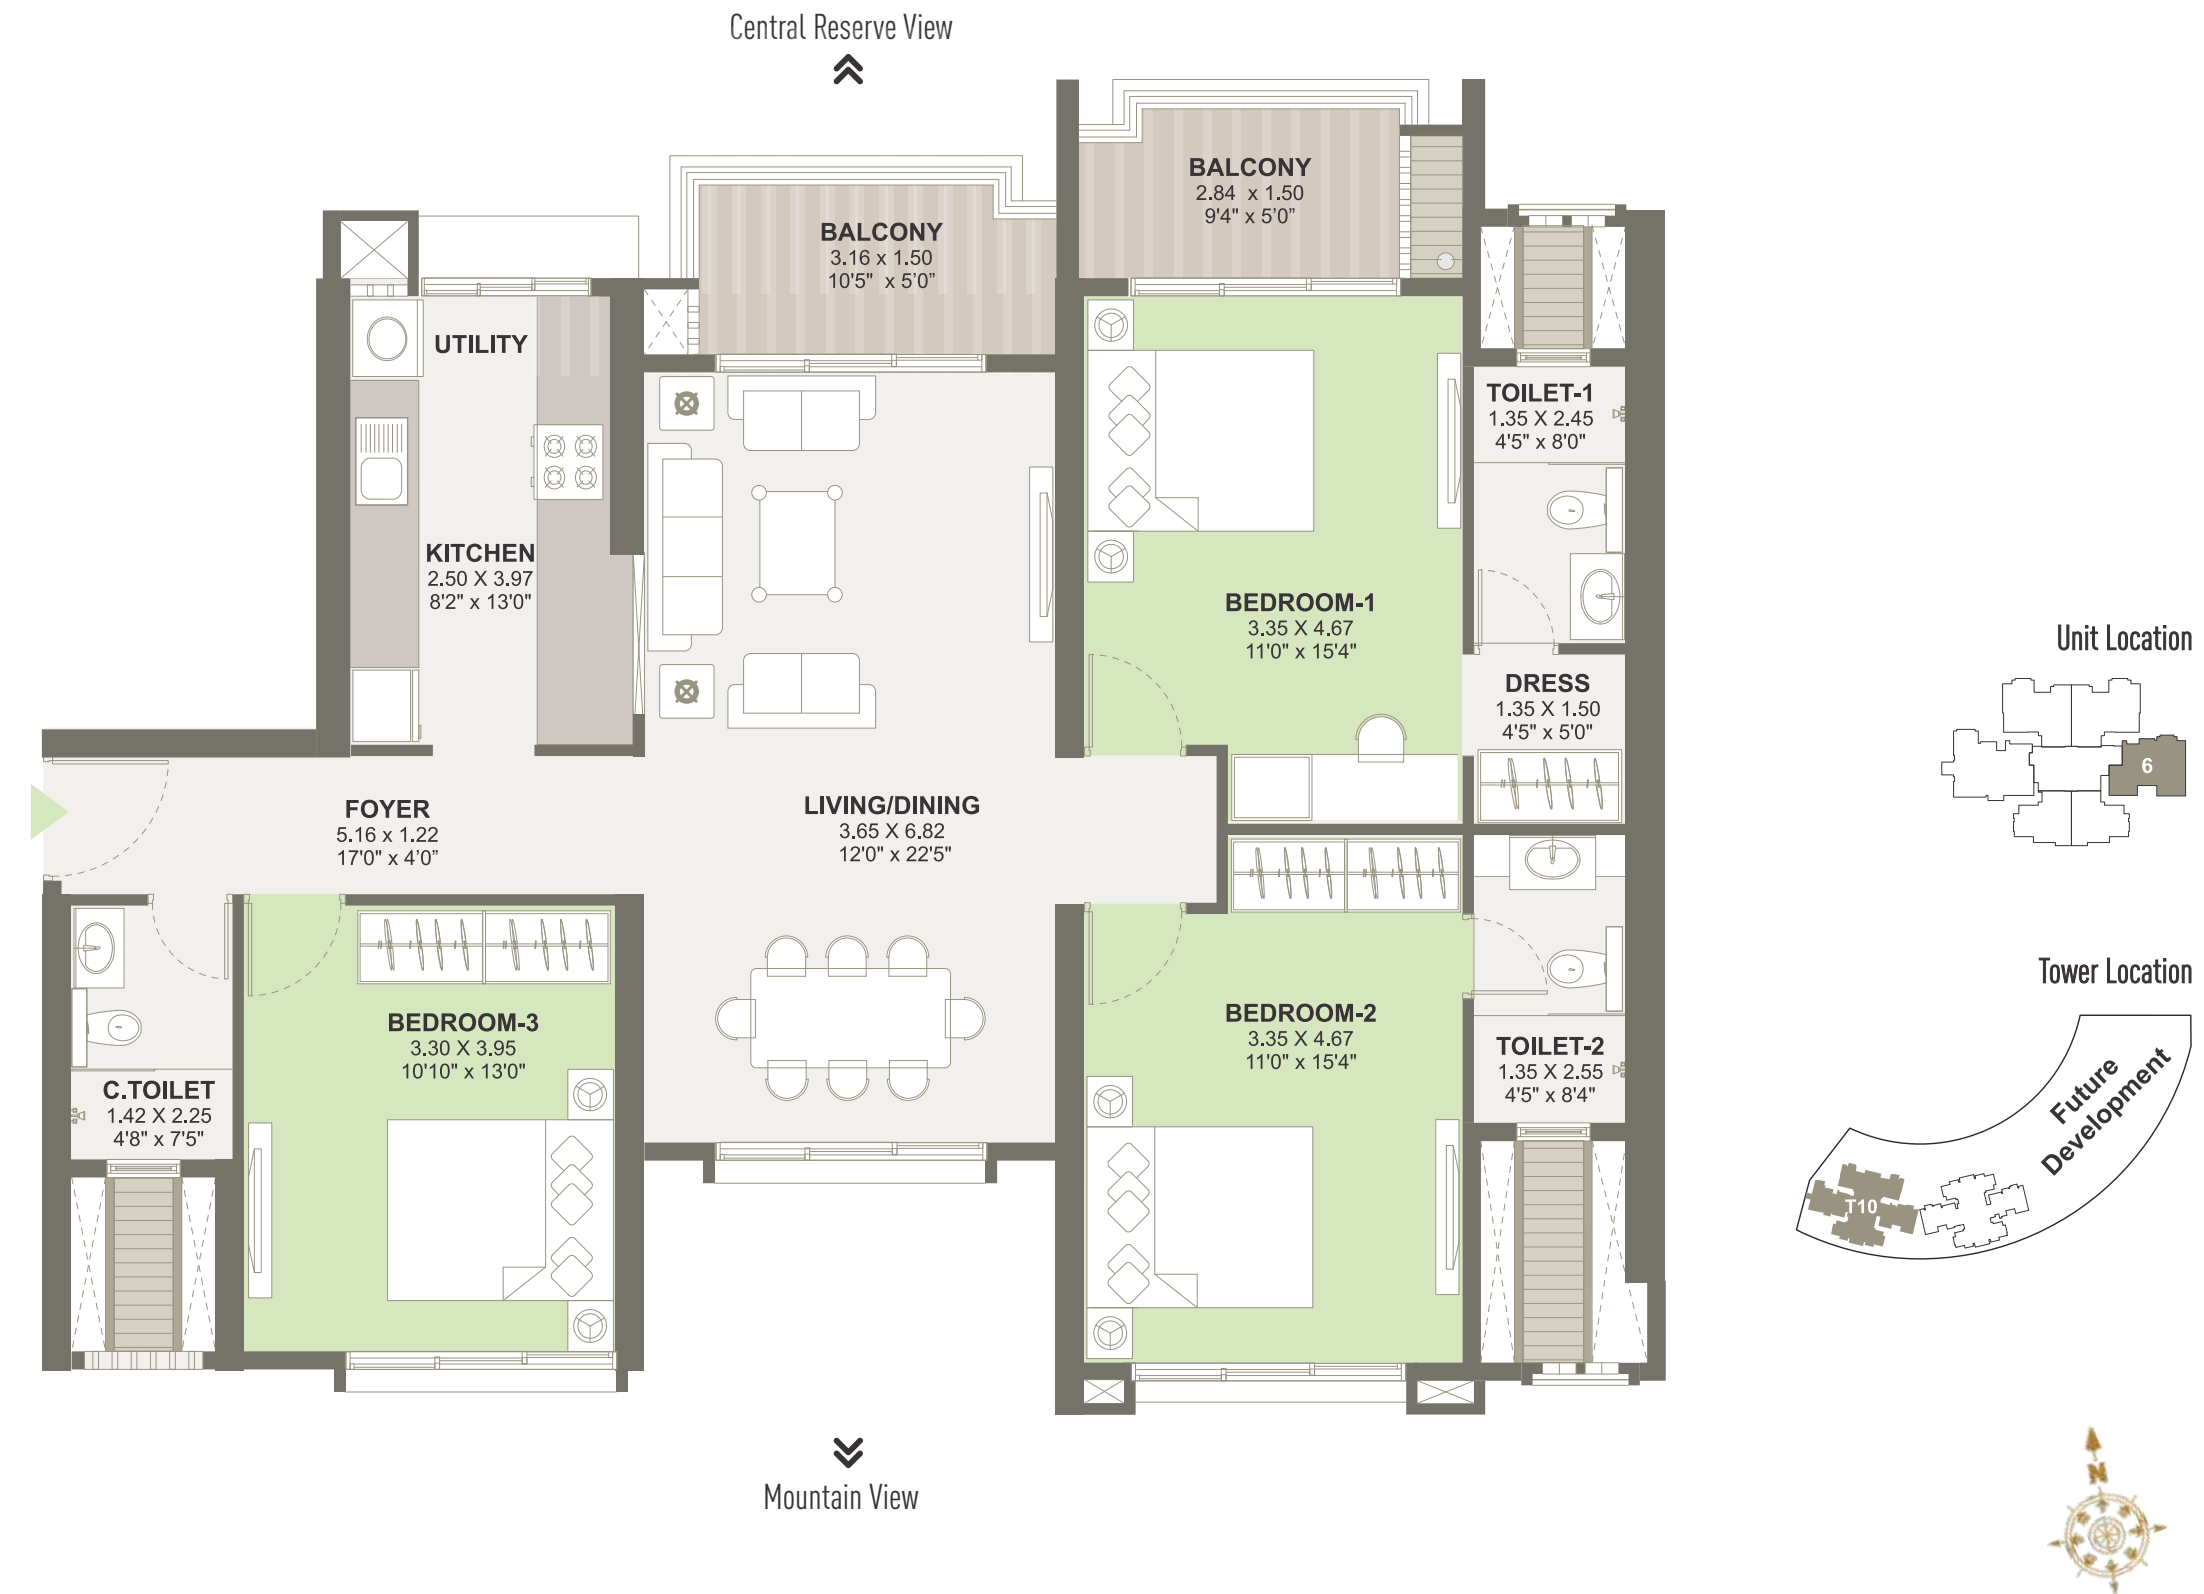 Central Reserve View
BALCONY
2.84 x 1.50
9'4" x 5'0”
BALCONY
3.16 x 1.50
10'5" x 5'0”
UTILITY
TOILET-1
1.35 X 2.45
4'5" x 8'0"
KITCHEN
2.50 X 3.97
8'2" x 13'0"
BEDROOM-1
3.35 X 4.67
11'0" x 15'4"
DRESS
1.35 X 1.50
4'5" x 5'0"
FOYER
5.16 x 1.22
17'0" x 4’0”
LIVING/DINING
3.65 X 6.82
12'0" x 22'5"
BEDROOM-3
3.30 X 3.95
10'10" x 13'0"
BEDROOM-2
3.35 X 4.67
11'0" x 15'4"
TOILET-2
1.35 X 2.55
4'5" x 8'4"
C.TOILET
1.42 X 2.25
4'8" x 7'5"
Mountain View
Unit Location
6
Tower Location
Future
Development
T10
N